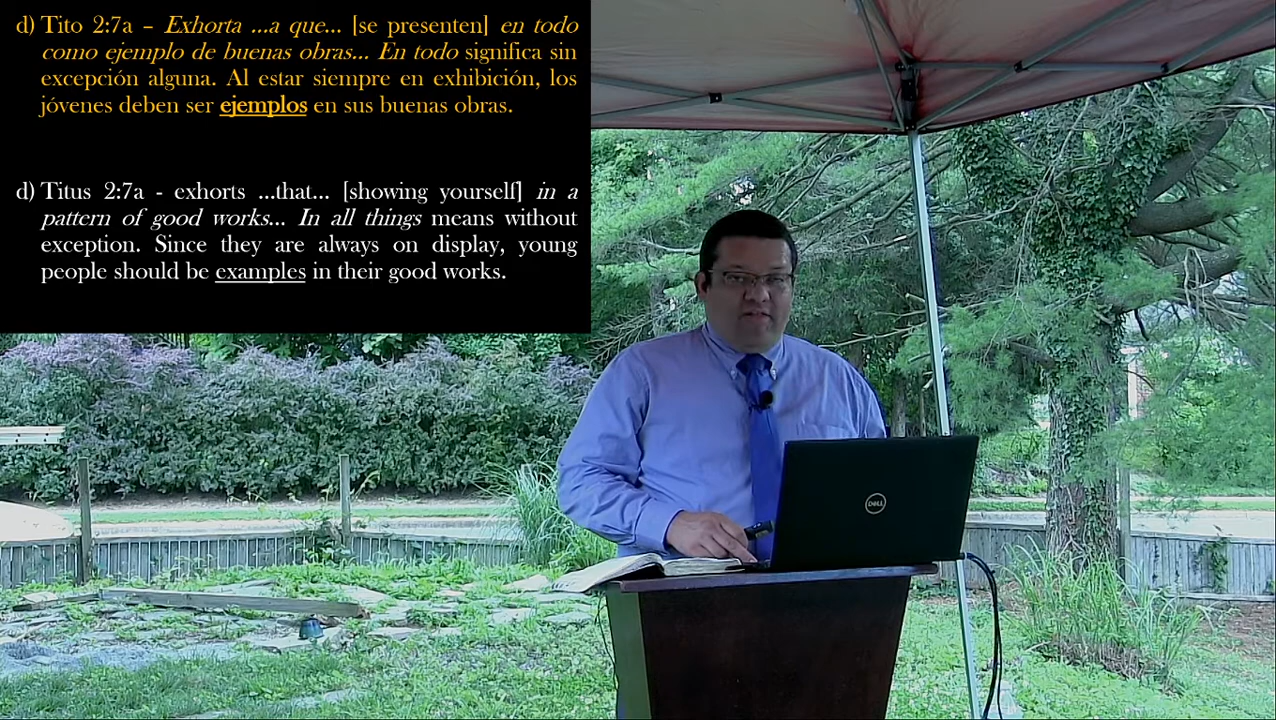 d) Tito 2:7a – Exhorta ...a que... [se presenten] en todo
como ejemplo de buenas obras... En todo significa sin
excepción alguna. Al estar siempre en exhibición, los
jóvenes deben ser ejemplos en sus buenas obras.
d) Titus 2:7a - exhorts ...that... [showing yourself] in a
pattern of good works... In all things means without
exception. Since they are always on display, young
people should be examples in their good works.
DELL